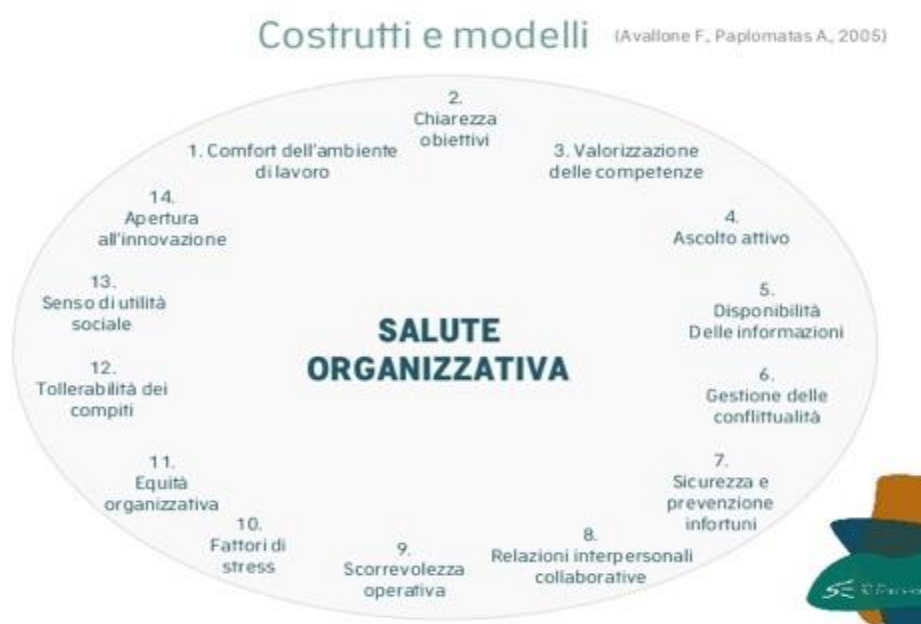 Costrutti e modelli (Avallone F., Paplomatas A., 2005)
2.
Chiarezza
obiettivi
1. Comfort dell'ambiente
di lavoro
3. Valorizzazione
delle competenze
14.
Apertura
all'innovazione
4.
Ascolto attivo
13.
Senso di utilità
sociale
5.
Disponibilità
Delle informazioni
SALUTE
ORGANIZZATIVA
12.
Tollerabilità dei
compiti
6.
Gestione delle
conflittualità
11.
Equità
organizzativa
7.
Sicurezza e
prevenzione
infortuni
10.
Fattori di
stress
9.
Scorrevolezza
operativa
8.
Relazioni interpersonali
collaborative